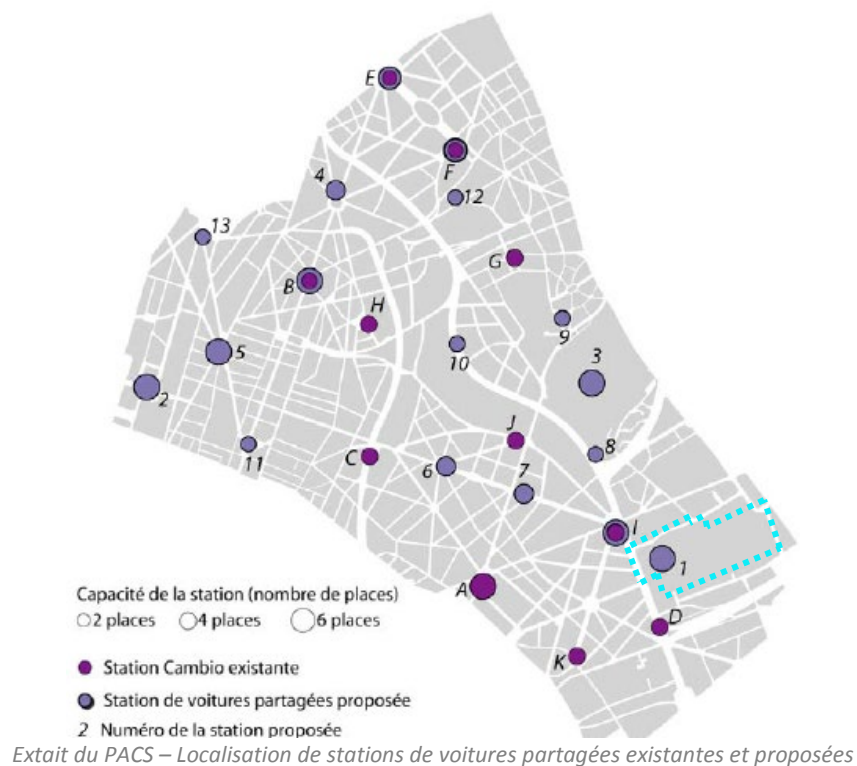 E
F
4
12
13
G
B
H
9
10
3
5
2
J
8
11
C
6
7
I
1
A
D
K
Capacité de la station (nombre de places)
2 places 4 places 6 places
Station Cambio existante
Station de voitures partagées proposée
2 Numéro de la station proposée
Extait du PACS – Localisation de stations de voitures partagées existantes et proposées